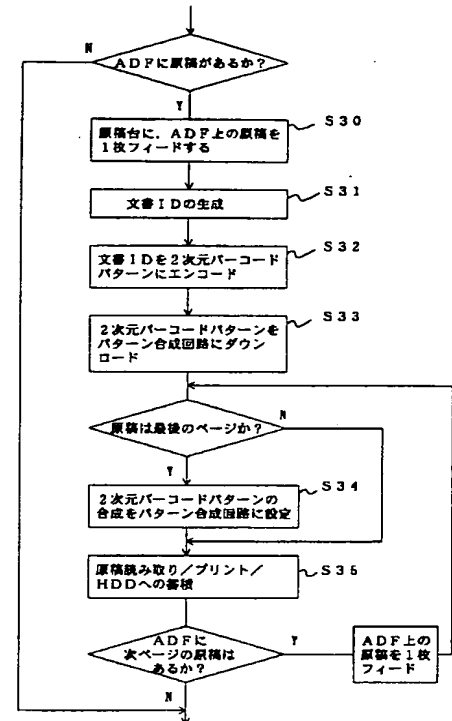 N
ADFに原稿があるか?
Y
S30
原稿台に、ADF上の原稿を
1枚フィードする
S31
文書IDの生成
S32
文書IDを2次元バーコード
パターンにエンコード
S33
2次元バーコードパターンを
パターン合成回路にダウン
ロード
原稿は最後のページか?
N
Y
S34
2次元バーコードパターンの
合成をパターン合成回路に設定
S35
原稿読み取り/プリント/
HDDへの蓄積
ADFに
次ページの原稿は
あるか?
Y
ADF上の
原稿を1枚
フィード
N